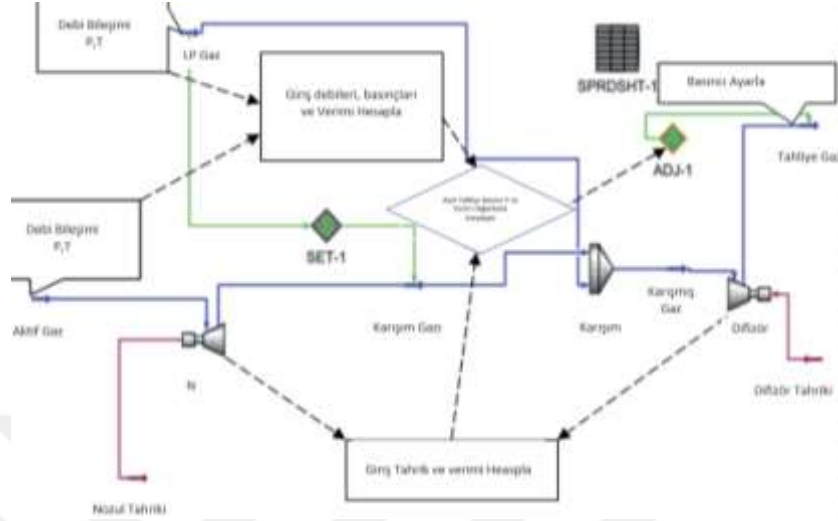 Debi Bileşimi
P,T
LP Gaz
Giriş debileri, basınçları
ve Verimi Hesapla
SPRDSHT-1
Basıncı Ayarla
Tahliye Gaz
ADJ-1
Debi Bileşimi
P,T
SET-1
Aktif Gaz
Karışım Gazı
Karışım
Karışmış
Gaz
Difüzör
N
Difüzör Tahriki
Giriş Tahrik ve verimi Hesapla
Nozul Tahriki